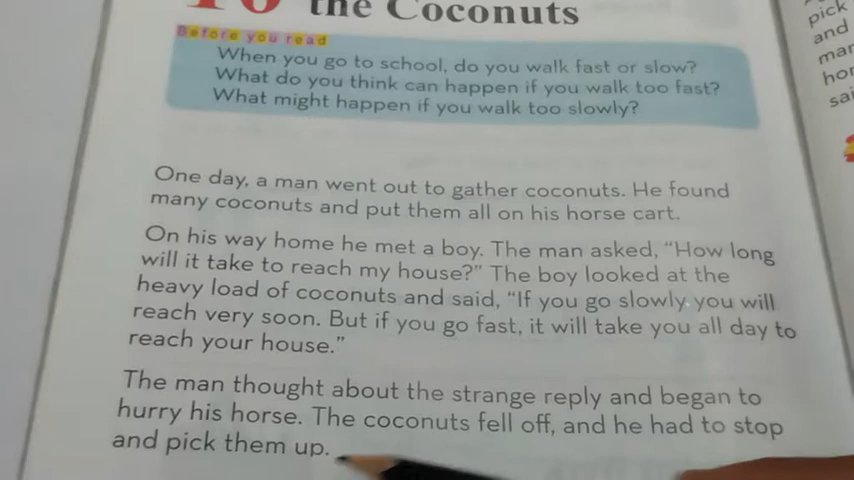 the Coconuts
Before you read
When you go to school, do you walk fast or slow?
What do you think can happen if you walk too fast?
What might happen if you walk too slowly?
One day, a man went out to gather coconuts. He found
many coconuts and put them all on his horse cart.
On his way home he met a boy. The man asked, “How long
will it take to reach my house?” The boy looked at the
heavy load of coconuts and said, “If you go slowly you will
reach very soon. But if you go fast, it will take you all day to
reach your house.”
The man thought about the strange reply and began to
hurry his horse. The coconuts fell off, and he had to stop
and pick them up.
pick
and